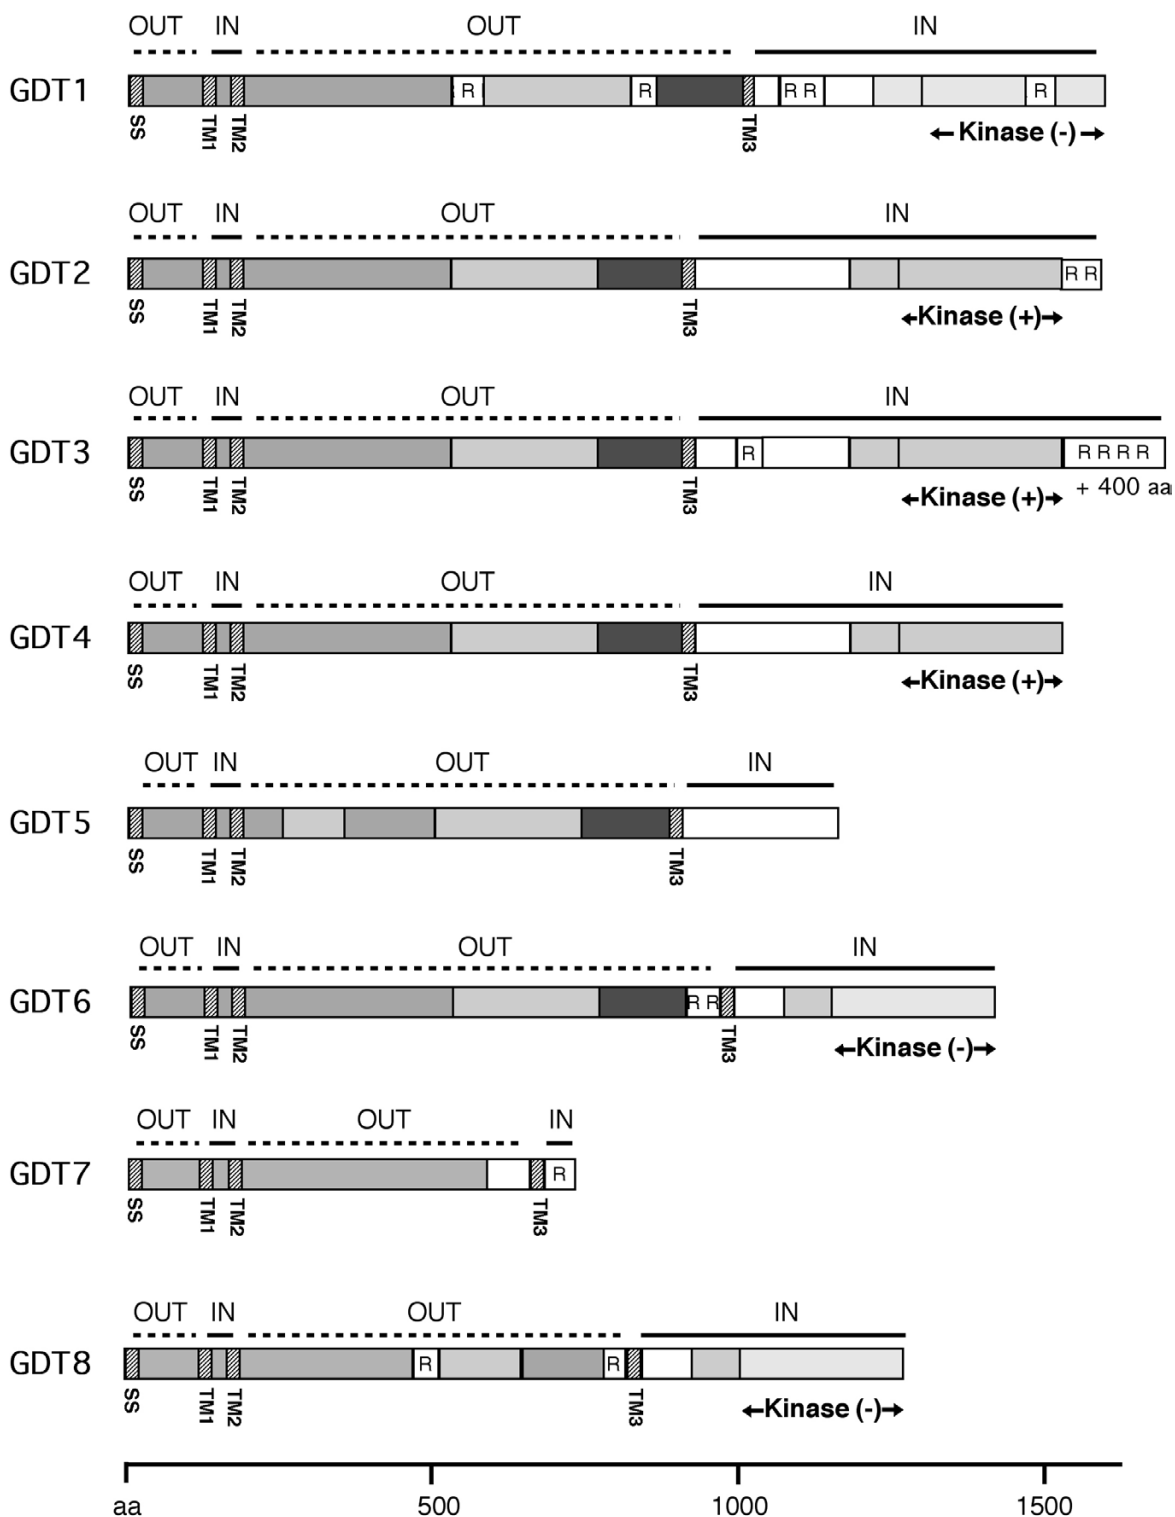 OUT IN OUT IN
GDT1 R R R R R
SS TM1 TM2 TM3 Kinase (-)
OUT IN OUT IN
GDT2 R R
SS TM1 TM2 TM3 Kinase (+)
OUT IN OUT IN
GDT3 R R R R R
SS TM1 TM2 TM3 Kinase (+) + 400 aa
OUT IN OUT IN
GDT4
SS TM1 TM2 TM3 Kinase (+)
OUT IN OUT IN
GDT5
SS TM1 TM2 TM3
OUT IN OUT IN
GDT6 R R
SS TM1 TM2 TM3 Kinase (-)
OUT IN OUT IN
GDT7 R
SS TM1 TM2 TM3
OUT IN OUT IN
GDT8 R R
SS TM1 TM2 TM3 Kinase (-)
aa 500 1000 1500